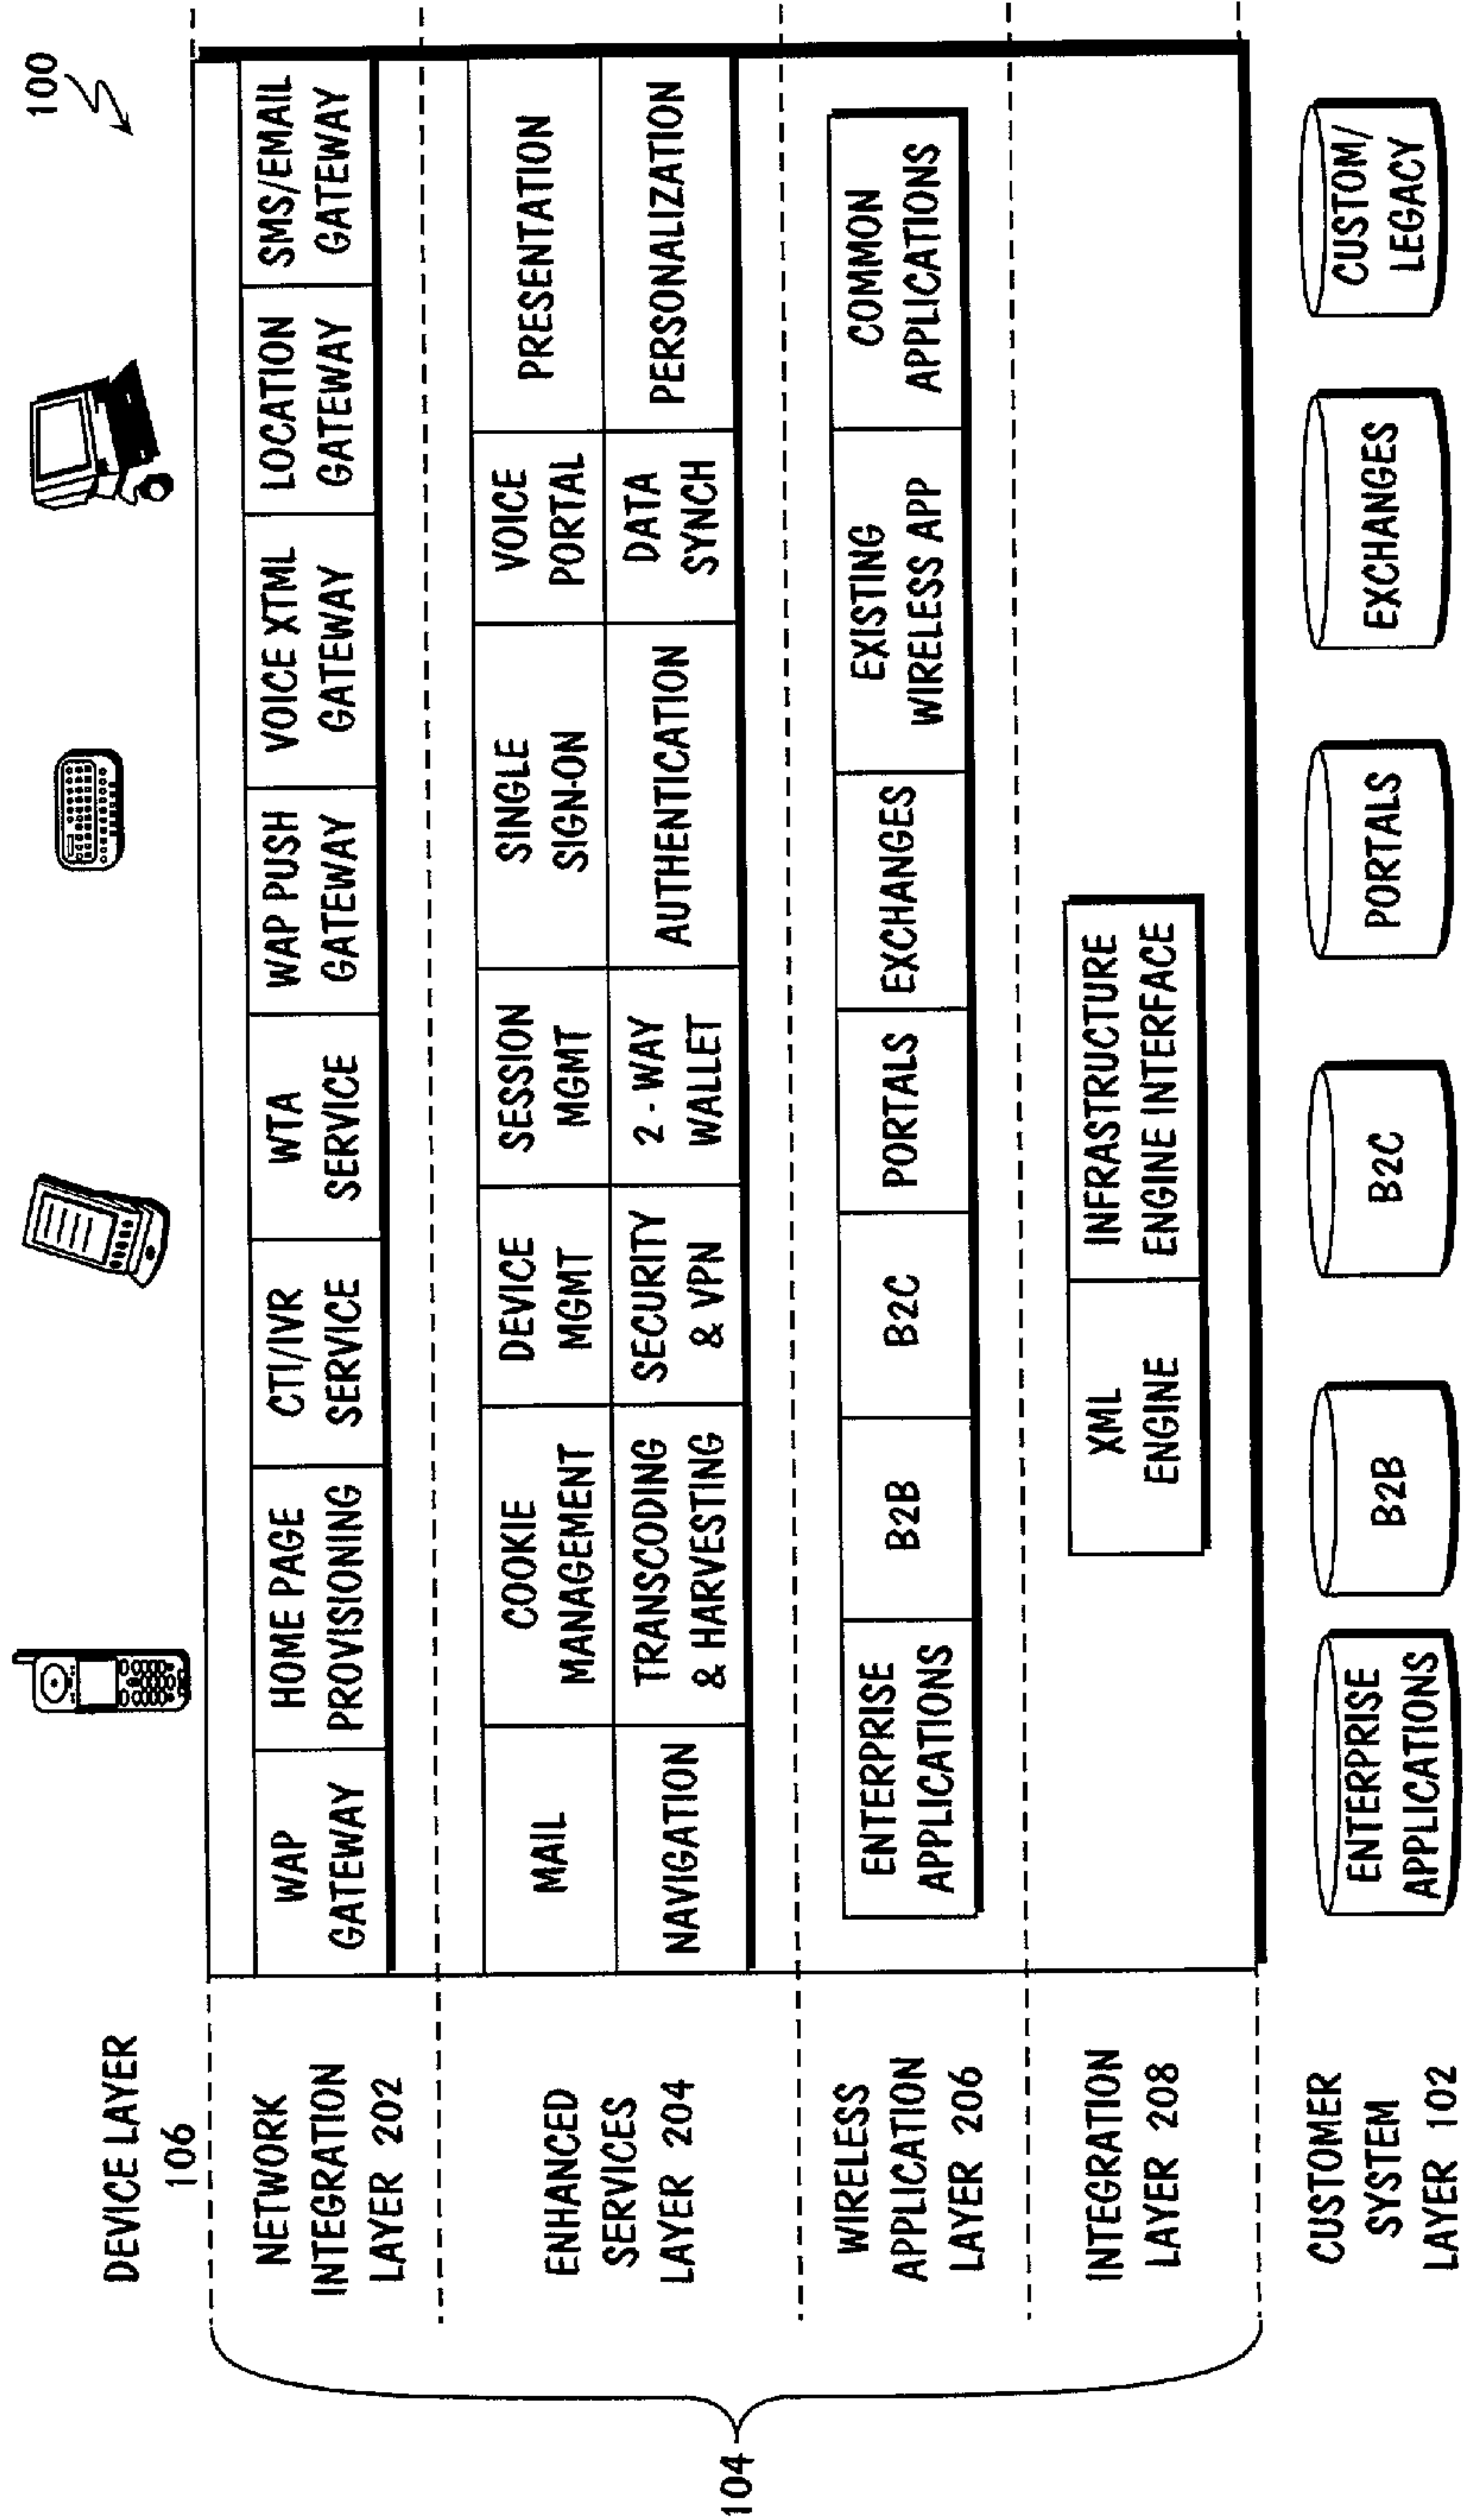 100
DEVICE LAYER
106
NETWORK
INTEGRATION
LAYER 202
WAP
GATEWAY
HOME PAGE
PROVISIONING
CTI/IVR
SERVICE
WTA
SERVICE
WAP PUSH
GATEWAY
VOICE XTML
GATEWAY
LOCATION
GATEWAY
SMS/EMAIL
GATEWAY
104
ENHANCED
SERVICES
LAYER 204
MAIL
COOKIE
MANAGEMENT
DEVICE
MGMT
SESSION
MGMT
SINGLE
SIGN-ON
VOICE
PORTAL
PRESENTATION
NAVIGATION
TRANSCODING
& HARVESTING
SECURITY
& VPN
2 - WAY
WALLET
AUTHENTICATION
DATA
SYNCH
PERSONALIZATION
WIRELESS
APPLICATION
LAYER 206
ENTERPRISE
APPLICATIONS
B2B
B2C
PORTALS
EXCHANGES
EXISTING
WIRELESS APP
COMMON
APPLICATIONS
INTEGRATION
LAYER 208
XML
ENGINE
INFRASTRUCTURE
ENGINE INTERFACE
CUSTOMER
SYSTEM
LAYER 102
ENTERPRISE
APPLICATIONS
B2B
B2C
PORTALS
EXCHANGES
CUSTOM/
LEGACY